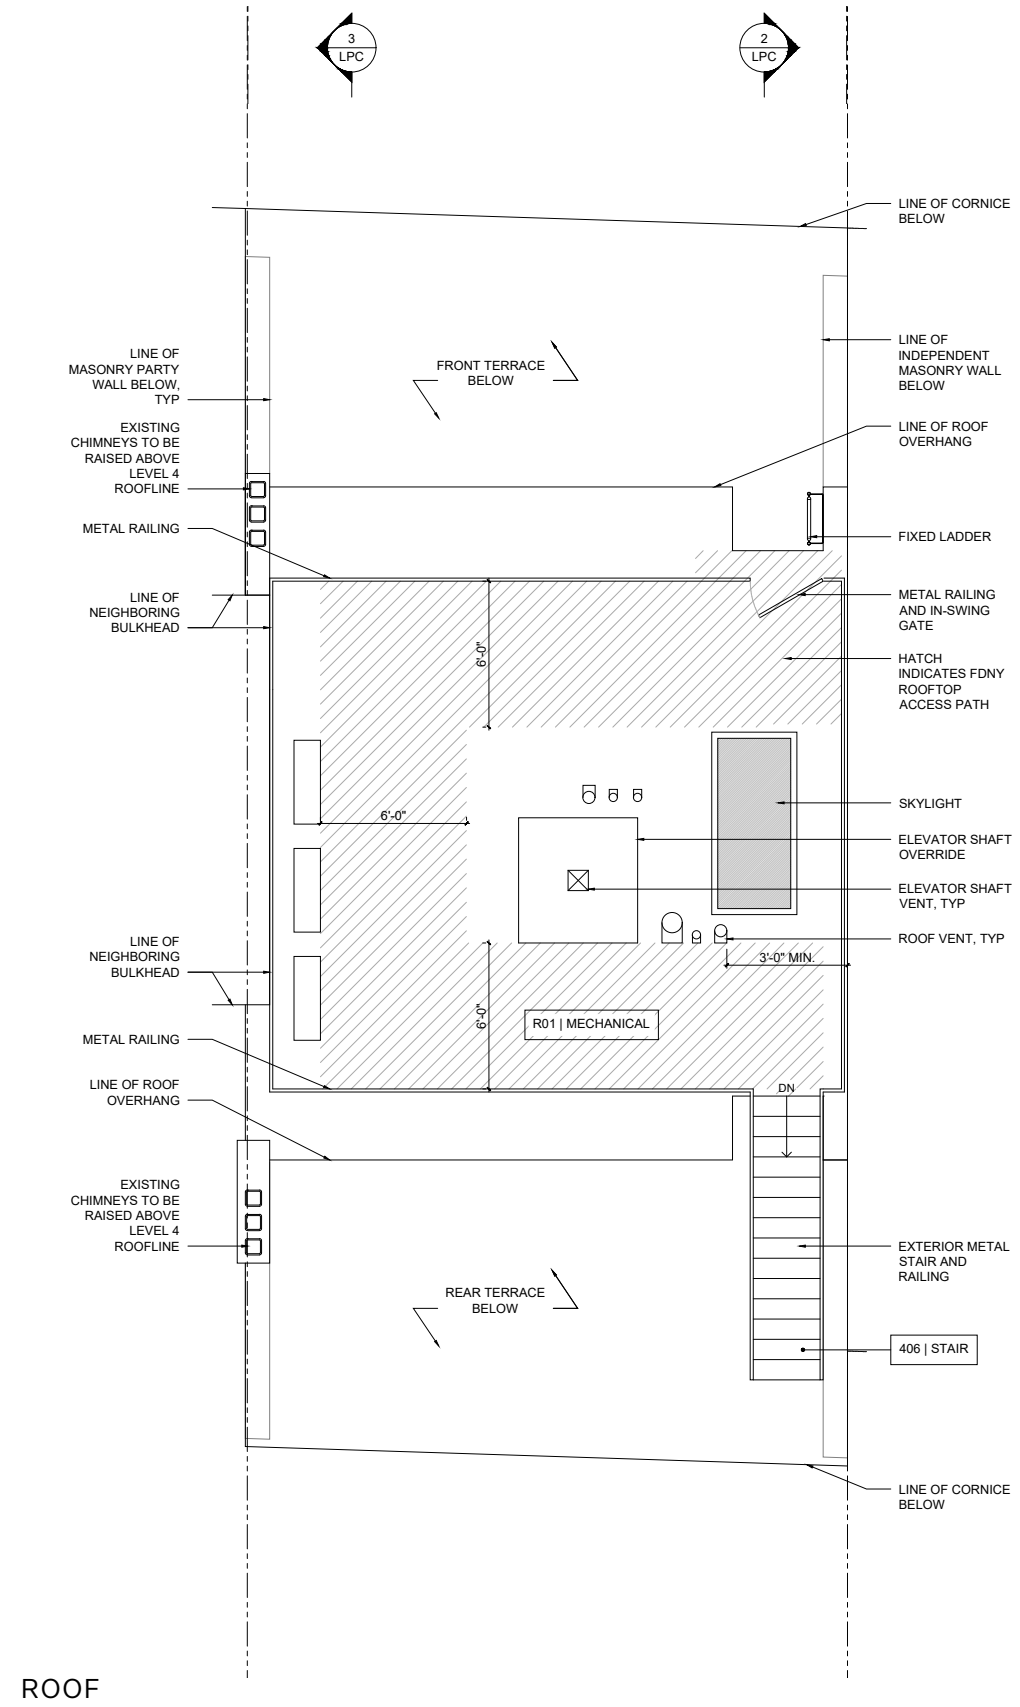 3
LPC
2
LPC
LINE OF CORNICE
BELOW
LINE OF
MASONRY PARTY
WALL BELOW,
TYP
FRONT TERRACE
BELOW
LINE OF
INDEPENDENT
MASONRY WALL
BELOW
EXISTING
CHIMNEYS TO BE
RAISED ABOVE
LEVEL 4
ROOFLINE
LINE OF ROOF
OVERHANG
METAL RAILING
FIXED LADDER
LINE OF
NEIGHBORING
BULKHEAD
METAL RAILING
AND IN-SWING
GATE
6'-0"
HATCH
INDICATES FDNY
ROOFTOP
ACCESS PATH
6'-0"
SKYLIGHT
ELEVATOR SHAFT
OVERRIDE
ELEVATOR SHAFT
VENT, TYP
LINE OF
NEIGHBORING
BULKHEAD
ROOF VENT, TYP
3'-0" MIN.
6'-0"
R01 | MECHANICAL
METAL RAILING
LINE OF ROOF
OVERHANG
DN
EXISTING
CHIMNEYS TO BE
RAISED ABOVE
LEVEL 4
ROOFLINE
EXTERIOR METAL
STAIR AND
RAILING
REAR TERRACE
BELOW
406 | STAIR
LINE OF CORNICE
BELOW
ROOF